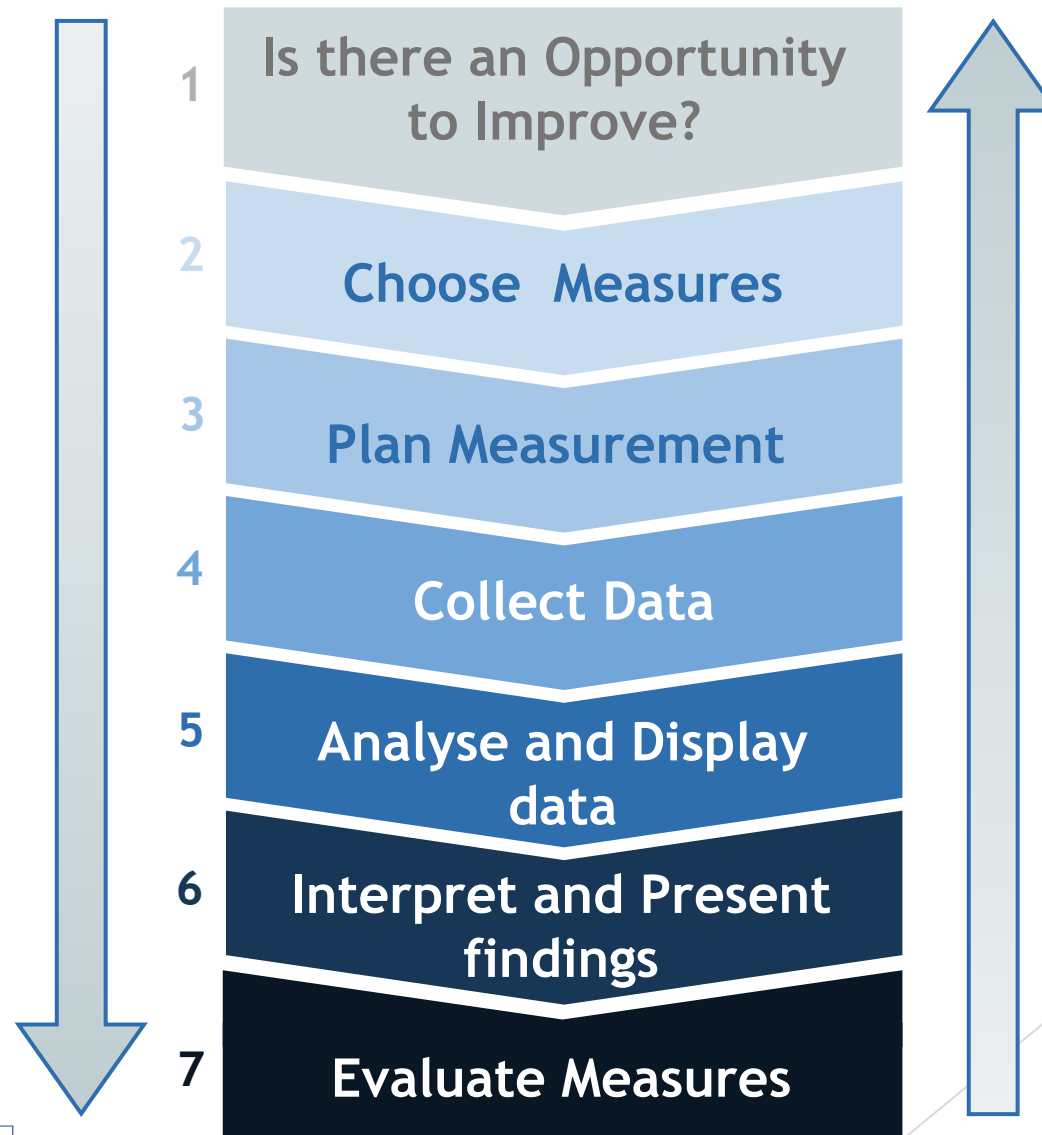 1
Is there an Opportunity
to Improve?
2
Choose Measures
3
Plan Measurement
4
Collect Data
5
Analyse and Display
data
6
Interpret and Present
findings
7
Evaluate Measures